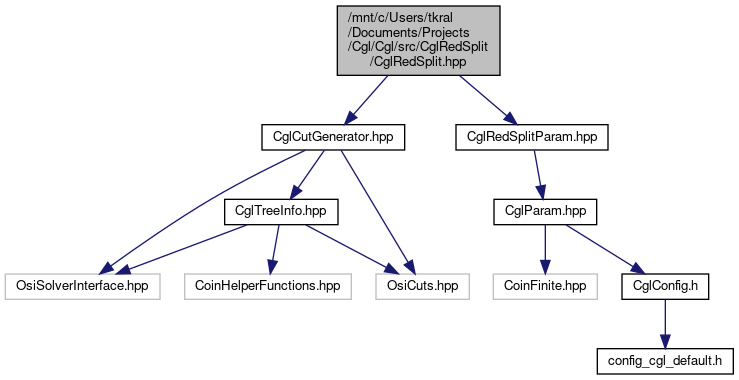 /mnt/c/Users/tkral
/Documents/Projects
/Cgl/Cgl/src/CglRedSplit
/CglRedSplit.hpp
CglCutGenerator.hpp
CglRedSplitParam.hpp
CglTreeInfo.hpp
CglParam.hpp
OsiSolverInterface.hpp
CoinHelperFunctions.hpp
OsiCuts.hpp
CoinFinite.hpp
CglConfig.h
config_cgl_default.h